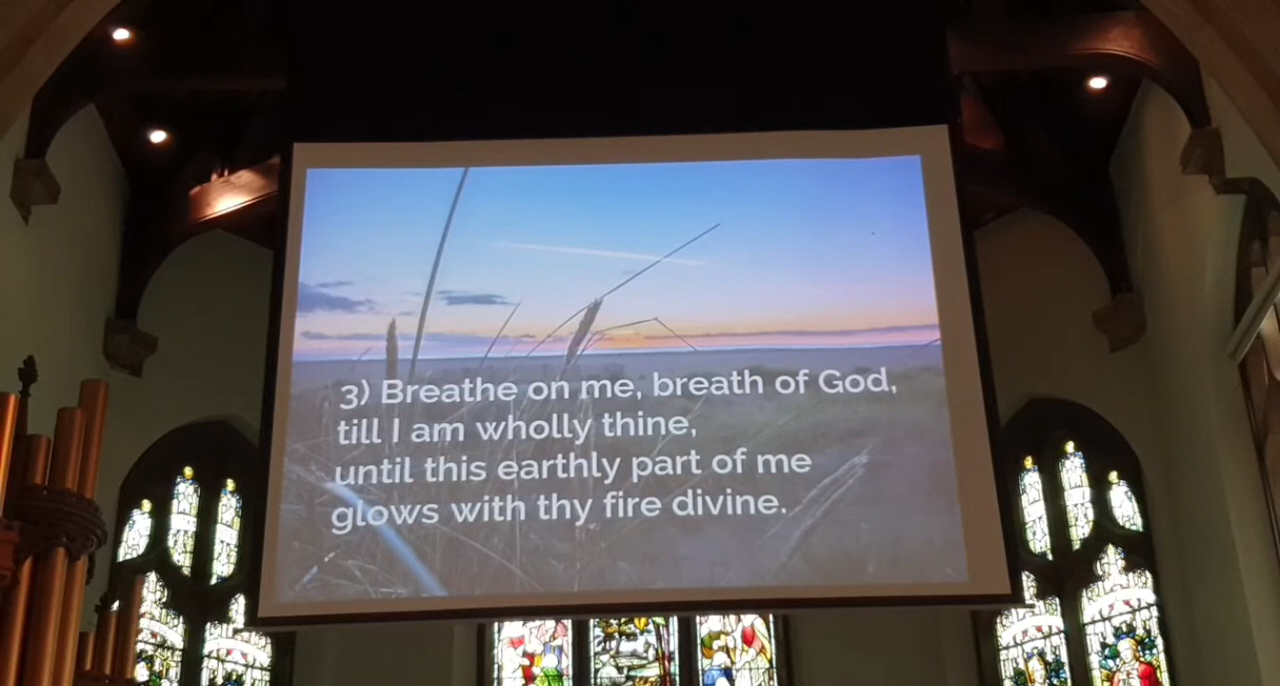 3) Breathe on me, breath of God,
till I am wholly thine,
until this earthly part of me
glows with thy fire divine.